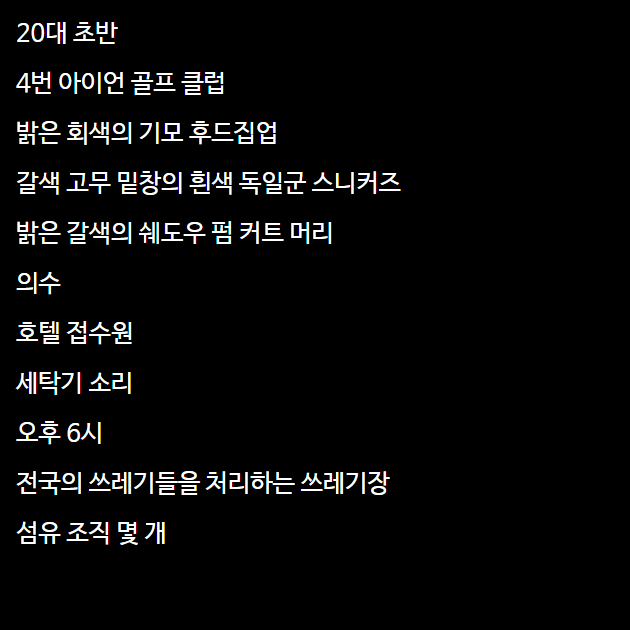 20대 초반
4번 아이언 골프 클럽
밝은 회색의 기모 후드집업
갈색 고무 밑창의 흰색 독일군 스니커즈
밝은 갈색의 쉐도우 펌 커트 머리
의수
호텔 접수원
세탁기 소리
오후 6시
전국의 쓰레기들을 처리하는 쓰레기장
섬유 조직 몇 개